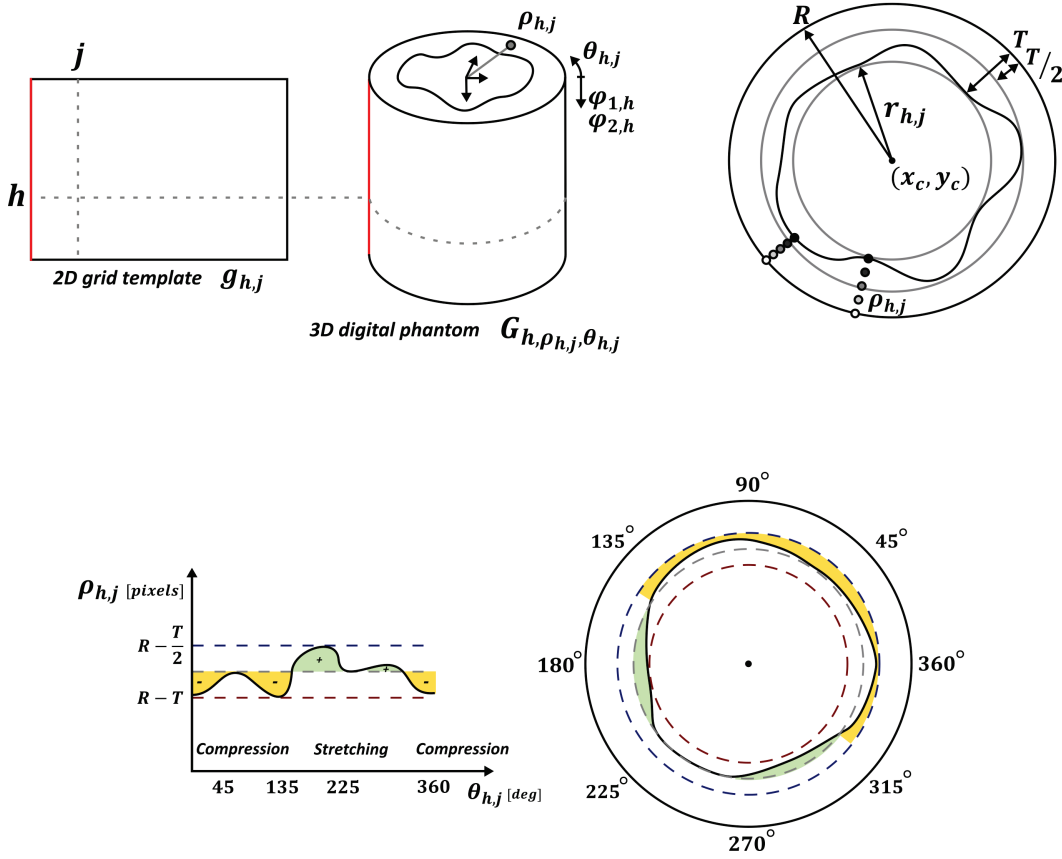 j
h
2D grid template g_{h,j}
ρ_{h,j}
θ_{h,j}
φ_{1,h}
φ_{2,h}
3D digital phantom G_{h,ρ_{h,j},θ_{h,j}}
R
T
T/2
r_{h,j}
(x_c, y_c)
ρ_{h,j}
ρ_{h,j} [pixels]
R − T/2
R − T
- - + + -
Compression Stretching Compression
45 135 225 360
θ_{h,j} [deg]
90°
135° 45°
180° 360°
225° 315°
270°